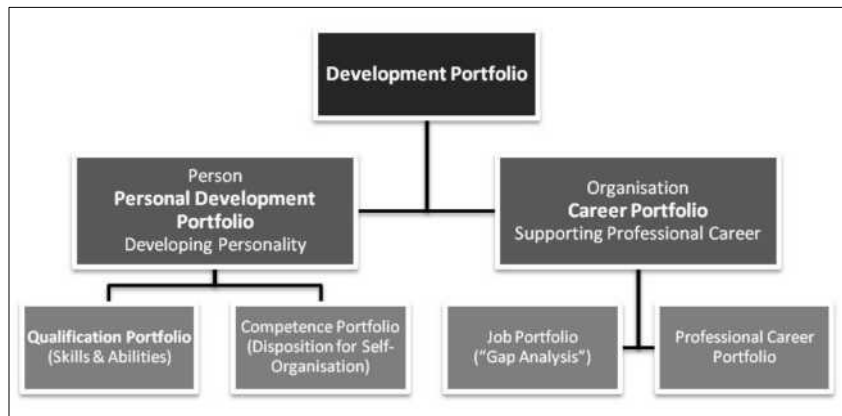 Development Portfolio
Person
Personal Development
Portfolio
Developing Personality
Organisation
Career Portfolio
Supporting Professional Career
Qualification Portfolio
(Skills & Abilities)
Competence Portfolio
(Disposition for Self-
Organisation)
Job Portfolio
(“Gap Analysis”)
Professional Career
Portfolio